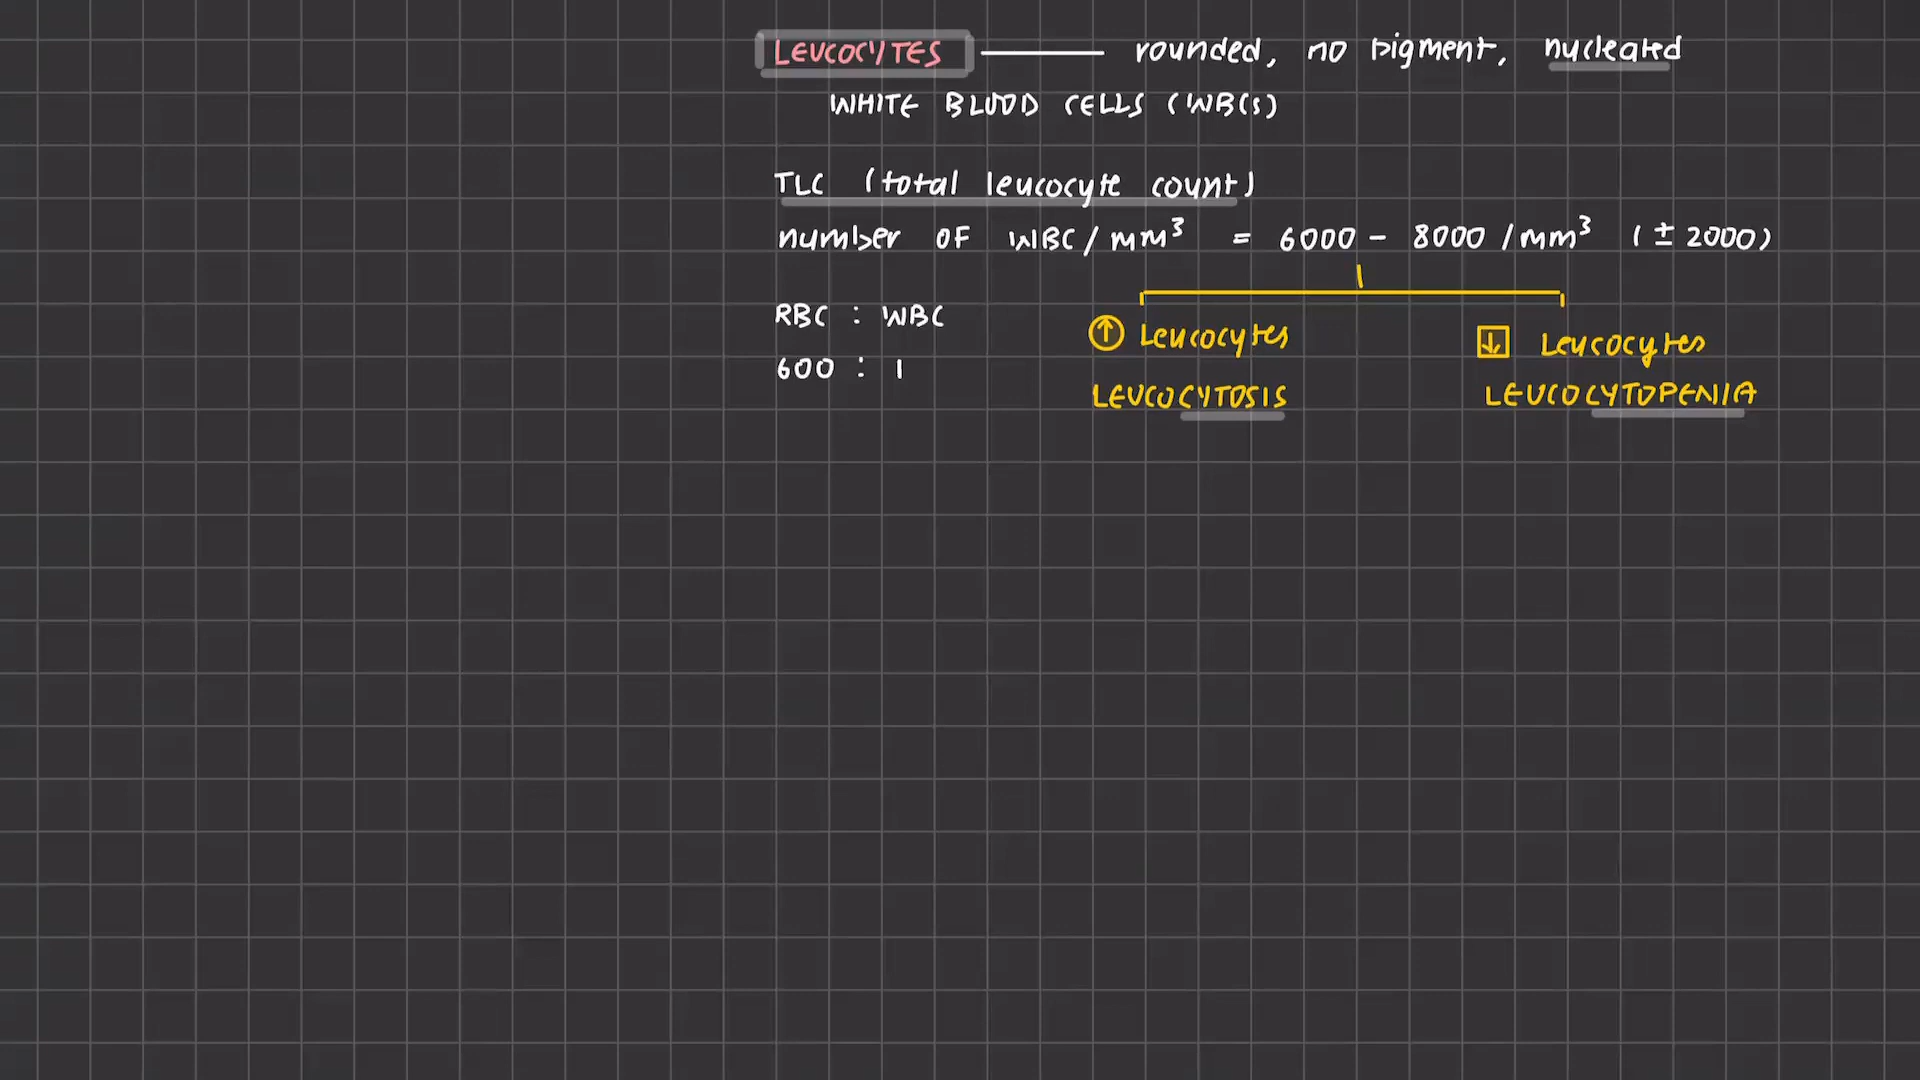 LEUCOCYTES —— rounded, no pigment, nucleated
WHITE BLOOD CELLS (WBCs)
TLC (total leucocyte count)
number OF WBC/mm³ = 6000 - 8000 /mm³ (± 2000)
RBC : WBC
600 : 1
↑ Leucocytes
LEUCOCYTOSIS
↓ Leucocytes
LEUCOCYTOPENIA